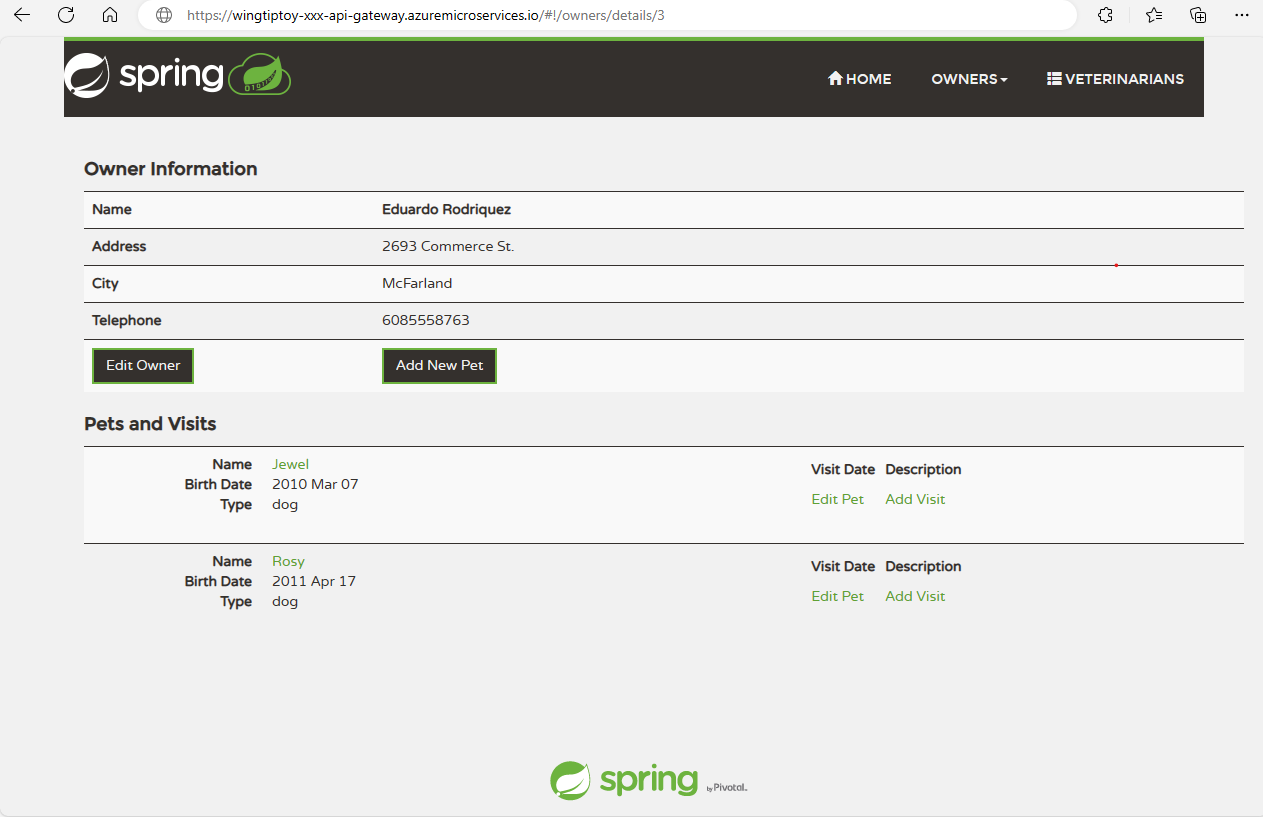 https://wingtiptoy-xxx-api-gateway.azuremicroservices.io/#!/owners/details/3
spring
HOME OWNERS VETERINARIANS
Owner Information
Name Eduardo Rodriquez
Address 2693 Commerce St.
City McFarland
Telephone 6085558763
Edit Owner Add New Pet
Pets and Visits
Name Jewel
Birth Date 2010 Mar 07
Type dog
Visit Date Description
Edit Pet Add Visit
Name Rosy
Birth Date 2011 Apr 17
Type dog
Visit Date Description
Edit Pet Add Visit
spring by Pivotal.